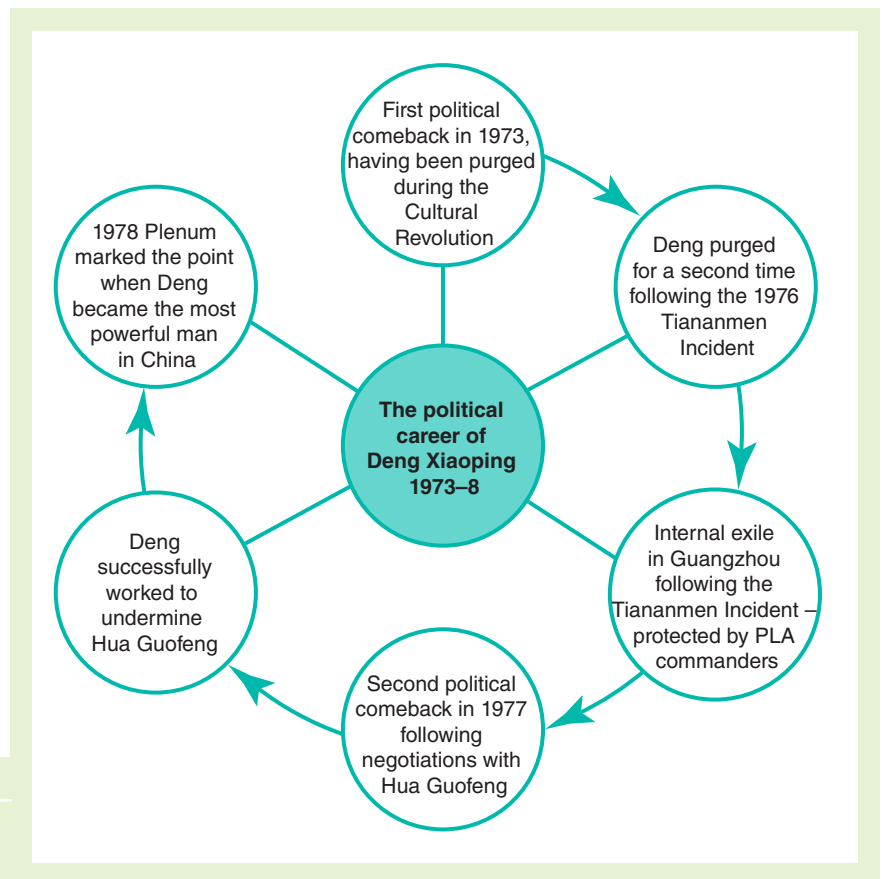 First political
comeback in 1973,
having been purged
during the
Cultural
Revolution
Deng purged
for a second time
following the 1976
Tiananmen
Incident
Internal exile
in Guangzhou
following the
Tiananmen Incident –
protected by PLA
commanders
Second political
comeback in 1977
following
negotiations with
Hua Guofeng
Deng
successfully
worked to
undermine
Hua Guofeng
1978 Plenum
marked the point
when Deng
became the most
powerful man
in China
The political
career of
Deng Xiaoping
1973–8